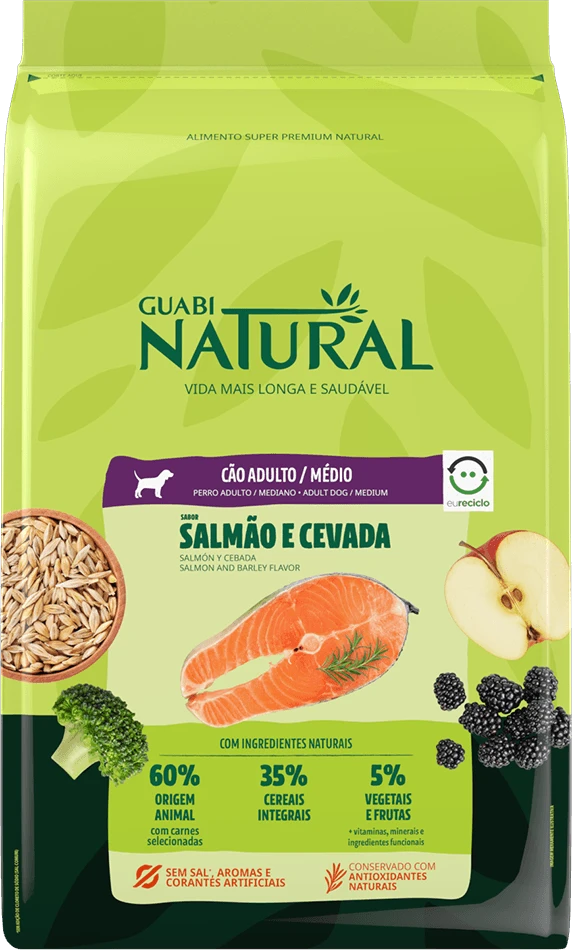 ALIMENTO SUPER PREMIUM NATURAL
GUABI
NATURAL
VIDA MAIS LONGA E SAUDÁVEL
CÃO ADULTO / MÉDIO
PERRO ADULTO / MEDIANO • ADULT DOG / MEDIUM
eureciclo
SABOR
SALMÃO E CEVADA
SALMÓN Y CEBADA
SALMON AND BARLEY FLAVOR
COM INGREDIENTES NATURAIS
60%
ORIGEM
ANIMAL
com carnes
selecionadas
35%
CEREAIS
INTEGRAIS
5%
VEGETAIS
E FRUTAS
+ vitaminas, minerais e
ingredientes funcionais
SEM SAL*, AROMAS E
CORANTES ARTIFICIAIS
CONSERVADO COM
ANTIOXIDANTES
NATURAIS